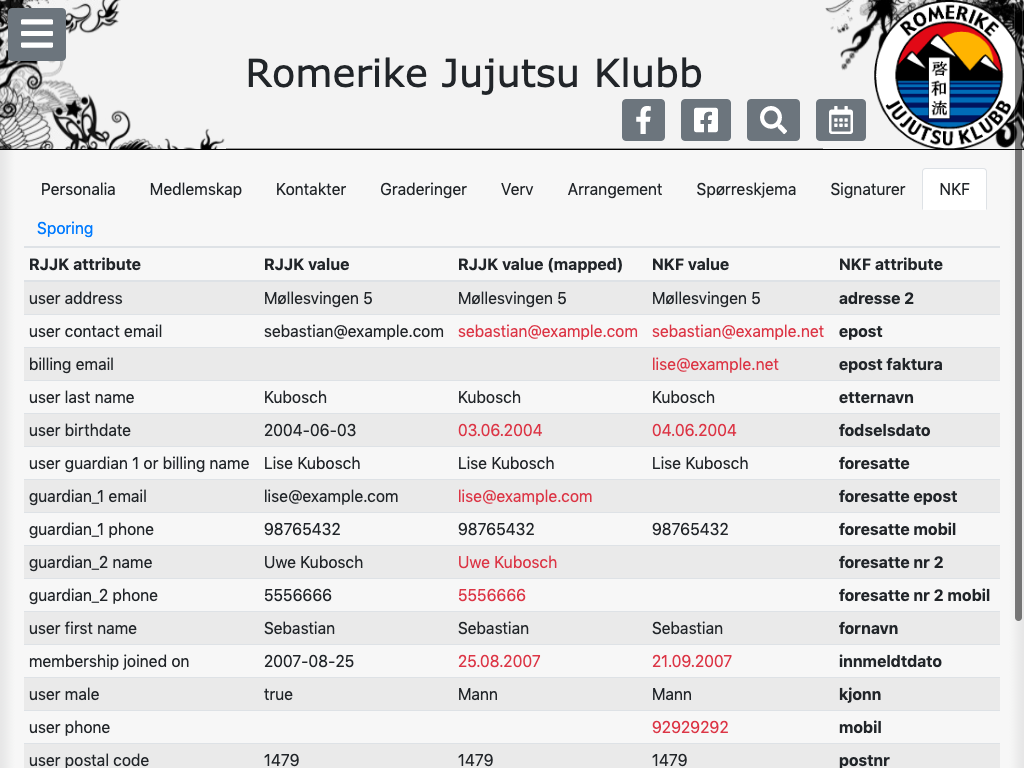 Romerike Jujutsu Klubb
ROMERIKE
啓和流
JUJUTSU KLUBB
Personalia Medlemskap Kontakter Graderinger Verv Arrangement Spørreskjema Signaturer NKF
Sporing
RJJK attribute RJJK value RJJK value (mapped) NKF value NKF attribute
user address Møllesvingen 5 Møllesvingen 5 Møllesvingen 5 adresse 2
user contact email sebastian@example.com sebastian@example.com sebastian@example.net epost
billing email lise@example.net epost faktura
user last name Kubosch Kubosch Kubosch etternavn
user birthdate 2004-06-03 03.06.2004 04.06.2004 fodselsdato
user guardian 1 or billing name Lise Kubosch Lise Kubosch Lise Kubosch foresatte
guardian_1 email lise@example.com lise@example.com foresatte epost
guardian_1 phone 98765432 98765432 98765432 foresatte mobil
guardian_2 name Uwe Kubosch Uwe Kubosch foresatte nr 2
guardian_2 phone 5556666 5556666 foresatte nr 2 mobil
user first name Sebastian Sebastian Sebastian fornavn
membership joined on 2007-08-25 25.08.2007 21.09.2007 innmeldtdato
user male true Mann Mann kjonn
user phone 92929292 mobil
user postal code 1479 1479 1479 postnr